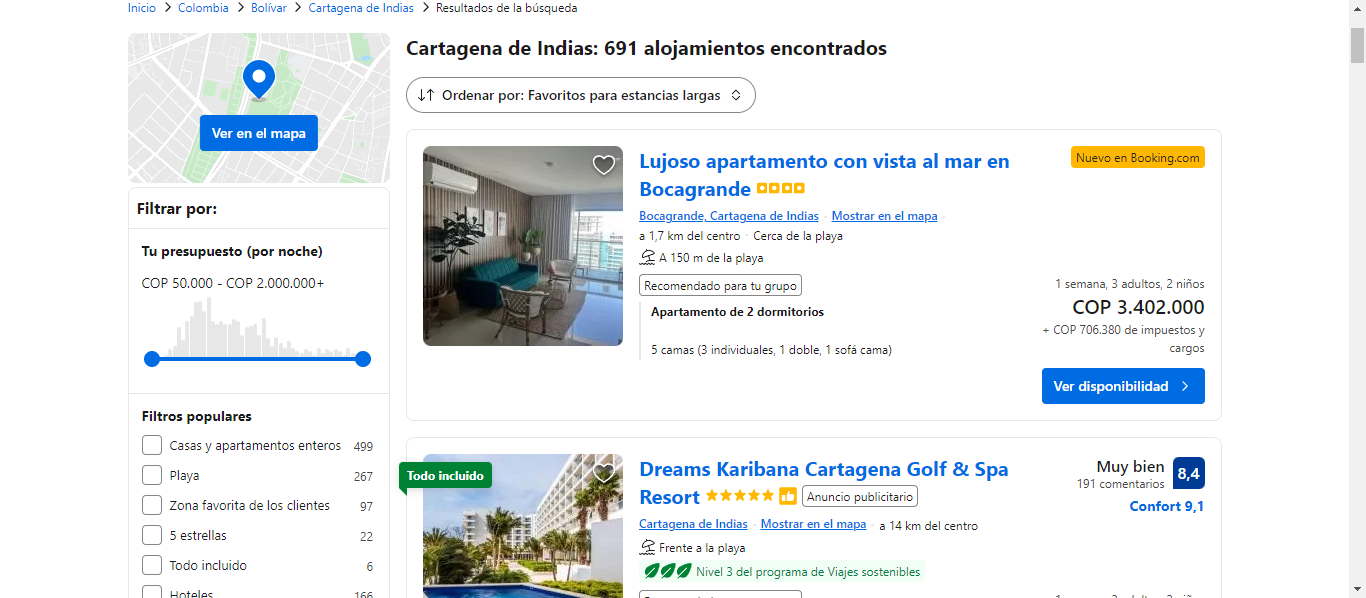 Inicio > Colombia > Bolívar > Cartagena de Indias > Resultados de la búsqueda
Ver en el mapa
Filtrar por:
Tu presupuesto (por noche)
COP 50.000 - COP 2.000.000+
Filtros populares
Casas y apartamentos enteros 499
Playa 267
Zona favorita de los clientes 97
5 estrellas 22
Todo incluido 6
Hoteles 166
Cartagena de Indias: 691 alojamientos encontrados
Ordenar por: Favoritos para estancias largas
Lujoso apartamento con vista al mar en
Bocagrande
Nuevo en Booking.com
Bocagrande, Cartagena de Indias · Mostrar en el mapa ·
a 1,7 km del centro · Cerca de la playa
A 150 m de la playa
Recomendado para tu grupo
Apartamento de 2 dormitorios
5 camas (3 individuales, 1 doble, 1 sofá cama)
1 semana, 3 adultos, 2 niños
COP 3.402.000
+ COP 706.380 de impuestos y
cargos
Ver disponibilidad
Todo incluido
Dreams Karibana Cartagena Golf & Spa
Resort
Anuncio publicitario
Muy bien 8,4
191 comentarios
Confort 9,1
Cartagena de Indias · Mostrar en el mapa · a 14 km del centro
Frente a la playa
Nivel 3 del programa de Viajes sostenibles